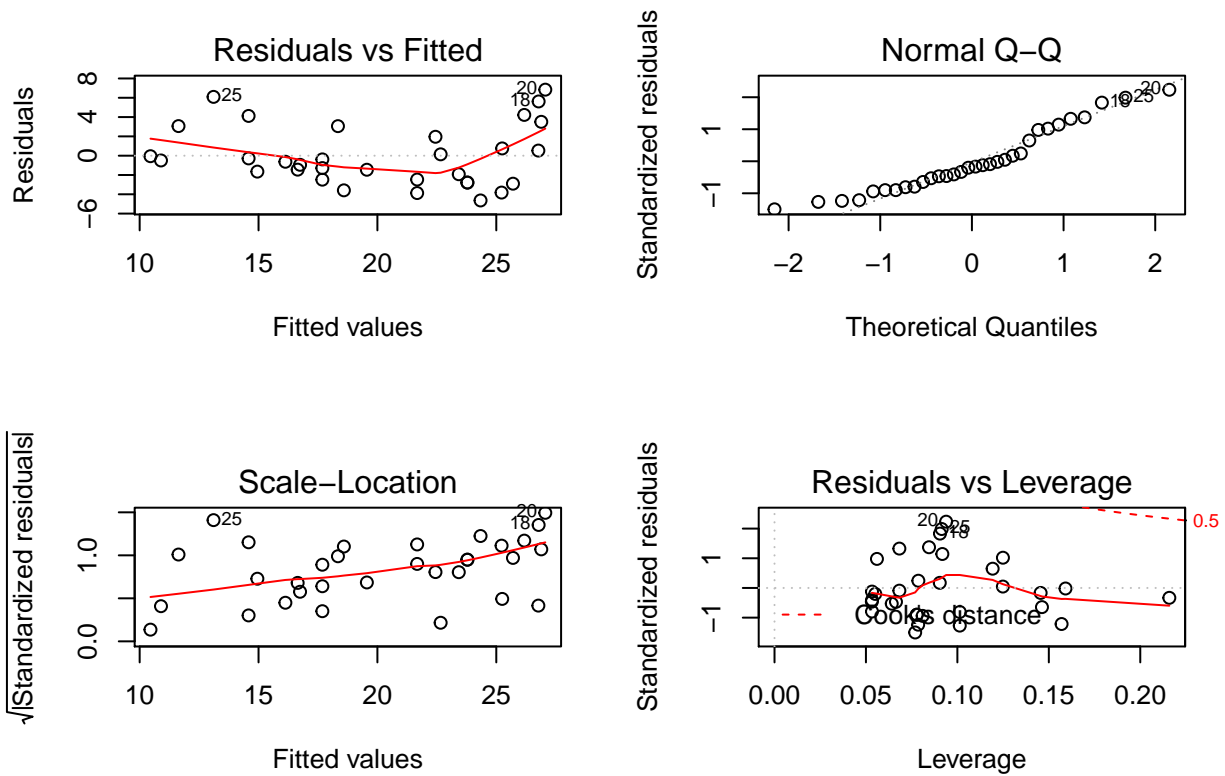 Residuals vs Fitted
Residuals
8
4
0
−6
25
20
18
10 15 20 25
Fitted values
Normal Q−Q
Standardized residuals
1
−1
20
25
18
−2 −1 0 1 2
Theoretical Quantiles
Scale−Location
√|Standardized residuals|
1.0
0.0
25
20
18
10 15 20 25
Fitted values
Residuals vs Leverage
Standardized residuals
1
−1
20
25
18
0.5
Cook's distance
0.00 0.05 0.10 0.15 0.20
Leverage